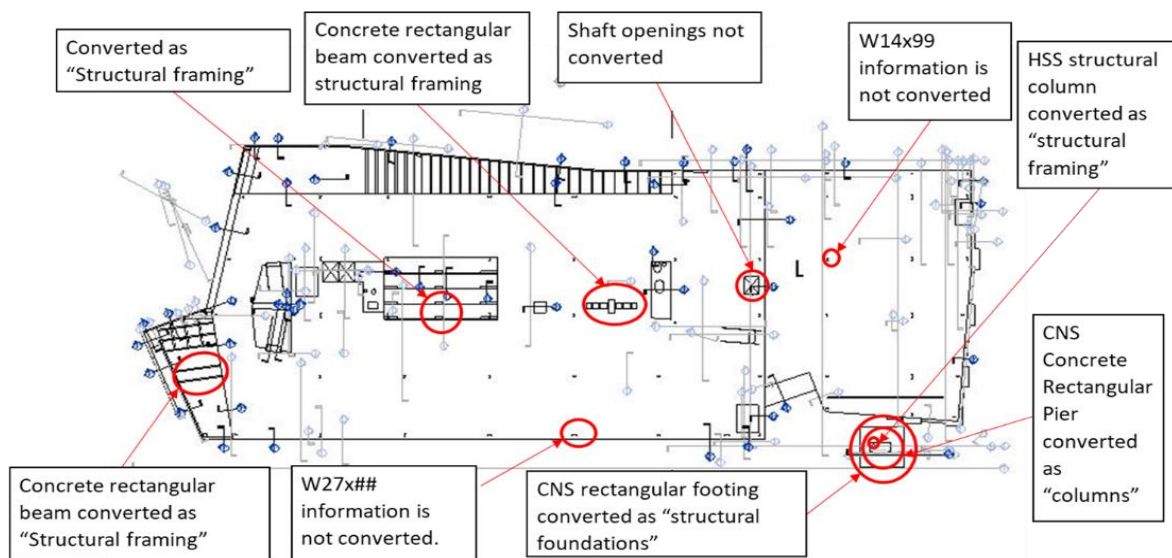 Converted as
“Structural framing”
Concrete rectangular
beam converted as
structural framing
Shaft openings not
converted
W14x99
information is
not converted
HSS structural
column
converted as
“structural
framing”
L
CNS
Concrete
Rectangular
Pier
converted
as
“columns”
Concrete rectangular
beam converted as
“Structural framing”
W27x##
information is
not converted.
CNS rectangular footing
converted as “structural
foundations”